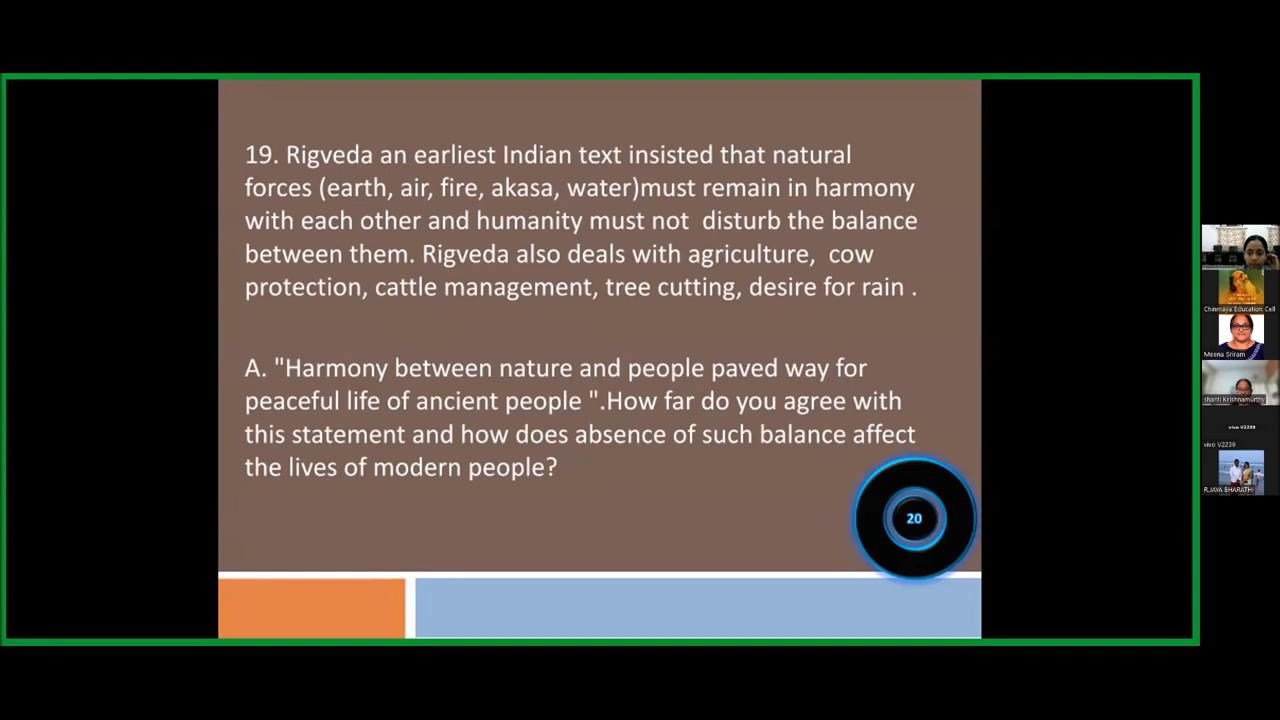 19. Rigveda an earliest Indian text insisted that natural
forces (earth, air, fire, akasa, water)must remain in harmony
with each other and humanity must not  disturb the balance
between them. Rigveda also deals with agriculture,  cow
protection, cattle management, tree cutting, desire for rain .
A. "Harmony between nature and people paved way for
peaceful life of ancient people ".How far do you agree with
this statement and how does absence of such balance affect
the lives of modern people?
20
Chinmaya Education Cell
Meena Sriram
shanti Krishnamurthy
vivo V2239
vivo V2239
R.JAYA BHARATHI